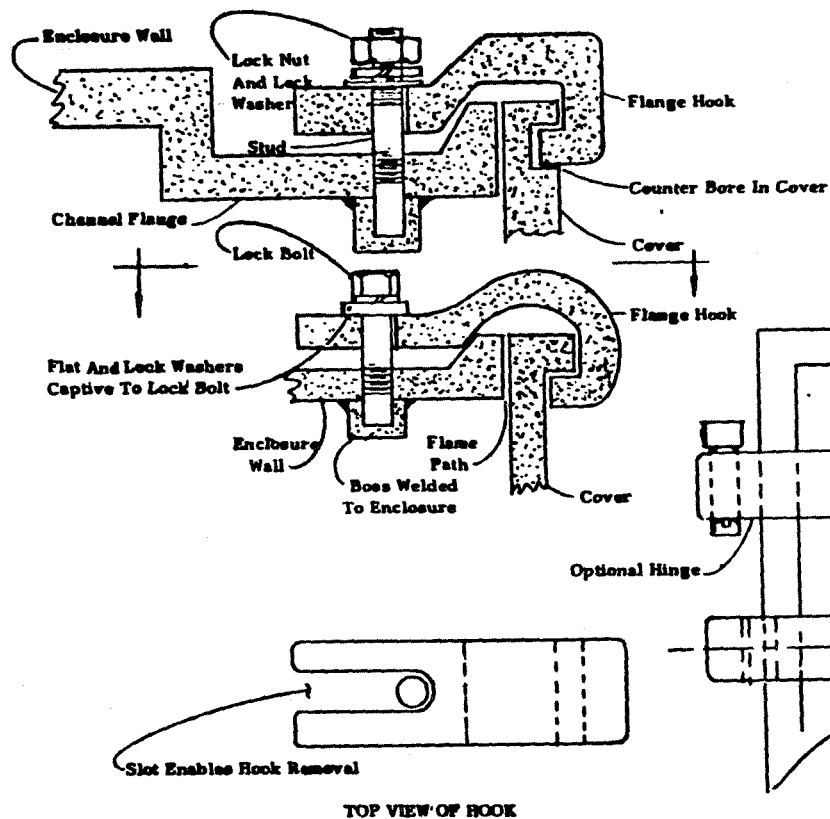 Enclosure Wall
Lock Nut
And Lock
Washer
Flange Hook
Stud
Counter Bore In Cover
Channel Flange
Cover
Lock Bolt
Flange Hook
Flat And Lock Washers
Captive To Lock Bolt
Enclosure
Wall
Flame
Path
Boss Welded
To Enclosure
Cover
Optional Hinge
Slot Enables Hook Removal
TOP VIEW OF HOOK